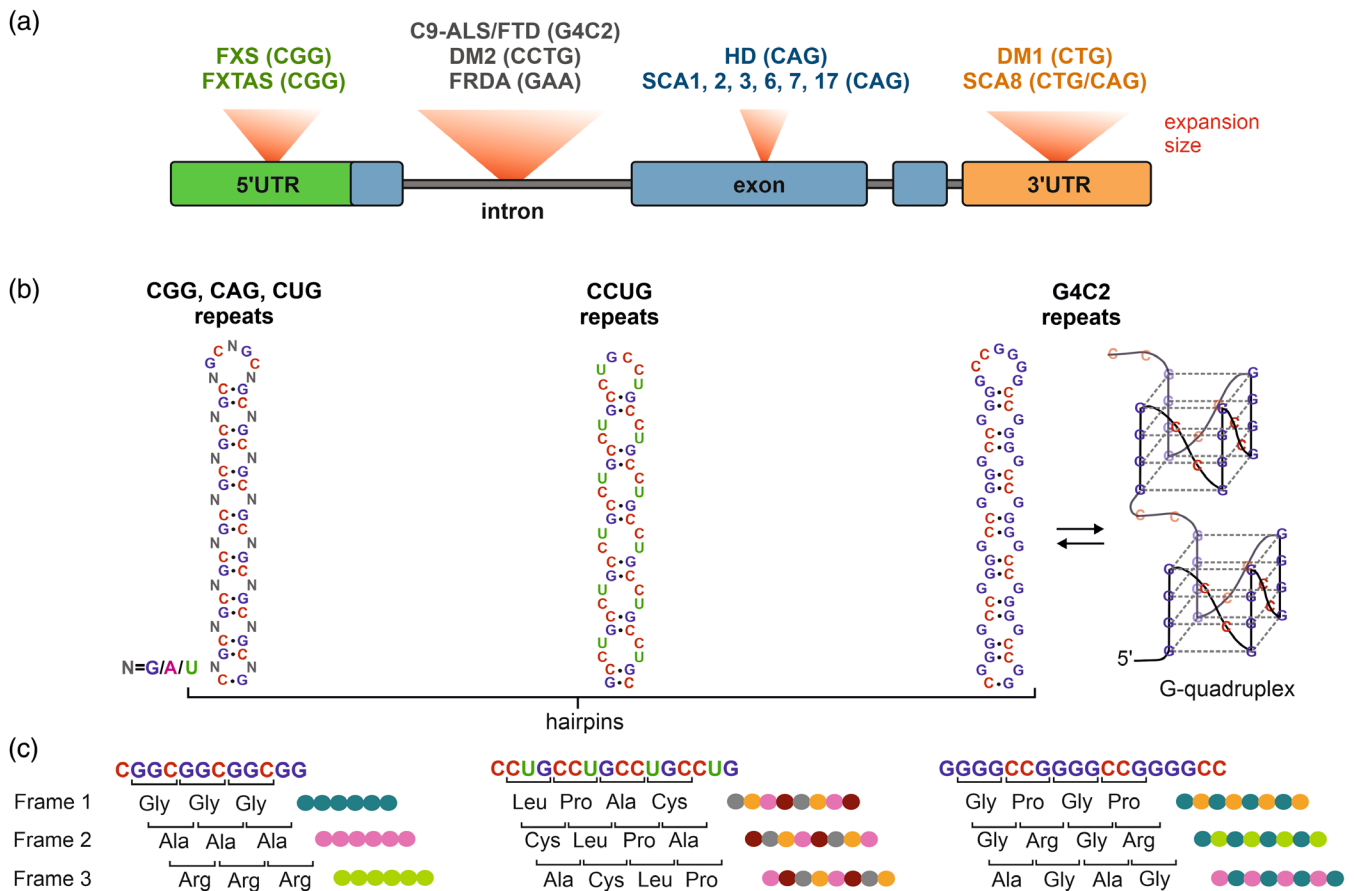 (a)
C9-ALS/FTD (G4C2)
FXS (CGG) DM2 (CCTG) HD (CAG) DM1 (CTG)
FXTAS (CGG) FRDA (GAA) SCA1, 2, 3, 6, 7, 17 (CAG) SCA8 (CTG/CAG)
expansion
size
5'UTR exon 3'UTR
intron
(b)
CGG, CAG, CUG CCUG G4C2
repeats repeats repeats
N=G/A/U
5'
G-quadruplex
hairpins
(c)
CGGCGGCGGCGG CCUGCCUGCCUGCCUG GGGGCCGGGGCCGGGGCC
Frame 1 Gly Gly Gly Leu Pro Ala Cys Gly Pro Gly Pro
Frame 2 Ala Ala Ala Cys Leu Pro Ala Gly Arg Gly Arg
Frame 3 Arg Arg Arg Ala Cys Leu Pro Ala Gly Ala Gly